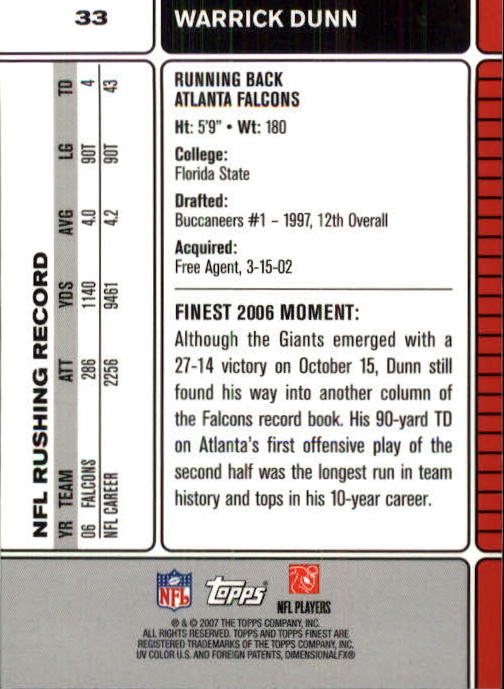 33
WARRICK DUNN
RUNNING BACK
ATLANTA FALCONS
Ht: 5'9" • Wt: 180
College:
Florida State
Drafted:
Buccaneers #1 – 1997, 12th Overall
Acquired:
Free Agent, 3-15-02
FINEST 2006 MOMENT:
Although the Giants emerged with a
27-14 victory on October 15, Dunn still
found his way into another column of
the Falcons record book. His 90-yard TD
on Atlanta's first offensive play of the
second half was the longest run in team
history and tops in his 10-year career.
NFL RUSHING RECORD
YR TEAM ATT YDS AVG LG TD
06 FALCONS 286 1140 4.0 90T 4
NFL CAREER 2256 9461 4.2 90T 43
NFL
Topps®
NFL PLAYERS
® & © 2007 THE TOPPS COMPANY, INC.
ALL RIGHTS RESERVED. TOPPS AND TOPPS FINEST ARE
REGISTERED TRADEMARKS OF THE TOPPS COMPANY, INC.
UV COLOR U.S. AND FOREIGN PATENTS, DIMENSIONALFX®